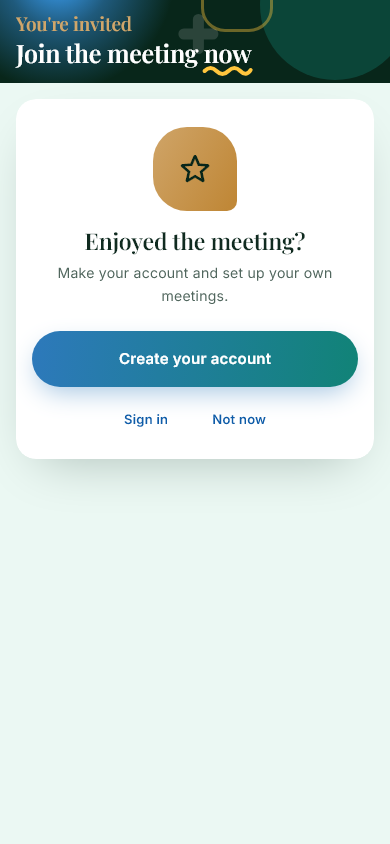 You're invited
Join the meeting now
Enjoyed the meeting?
Make your account and set up your own
meetings.
Create your account
Sign in
Not now